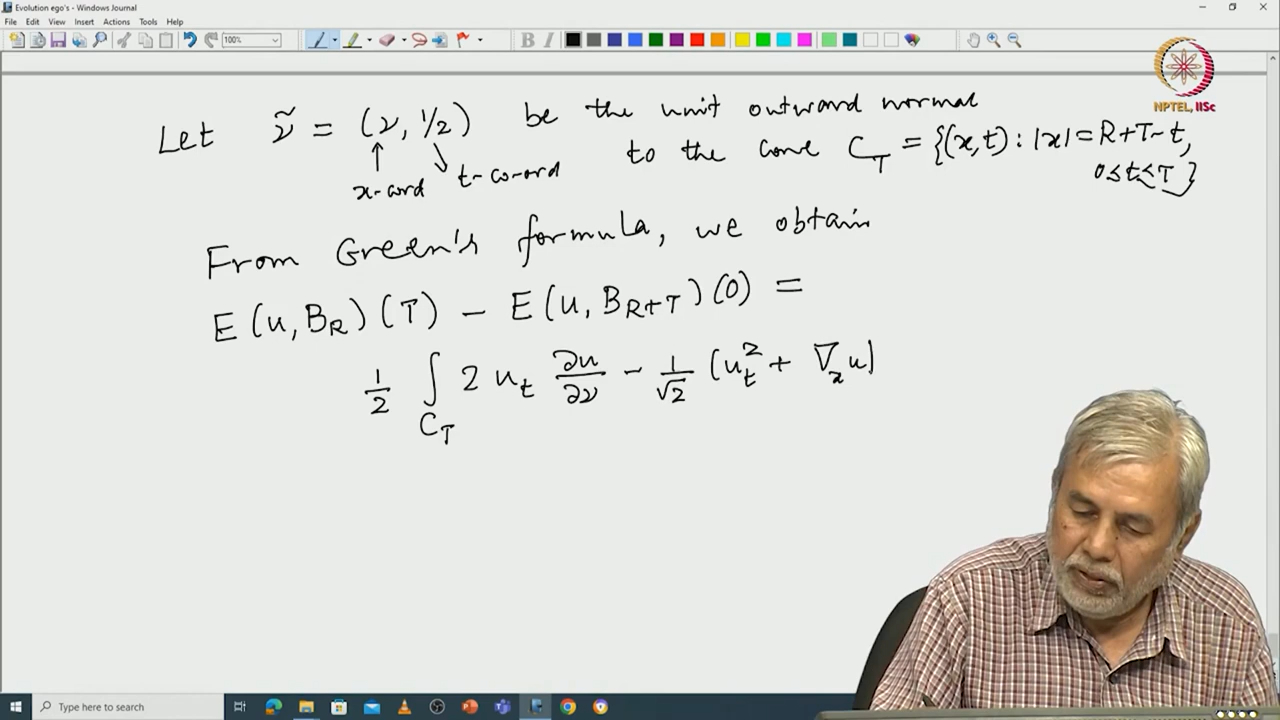 Evolution ego's - Windows Journal
File Edit View Insert Actions Tools Help
100%
B I
NPTEL, IISc
Let ν̃ = (ν, 1/2) be the unit outward normal
x-cord t-co-ord to the cone C_T = {(x,t) : |x| = R+T-t,
0≤t≤T}
From Green's formula, we obtain
E(u, B_R)(T) - E(u, B_{R+T})(0) =
1/2 ∫_{C_T} 2 u_t ∂u/∂ν - 1/√2 (u_t^2 + ∇_x u)
Type here to search